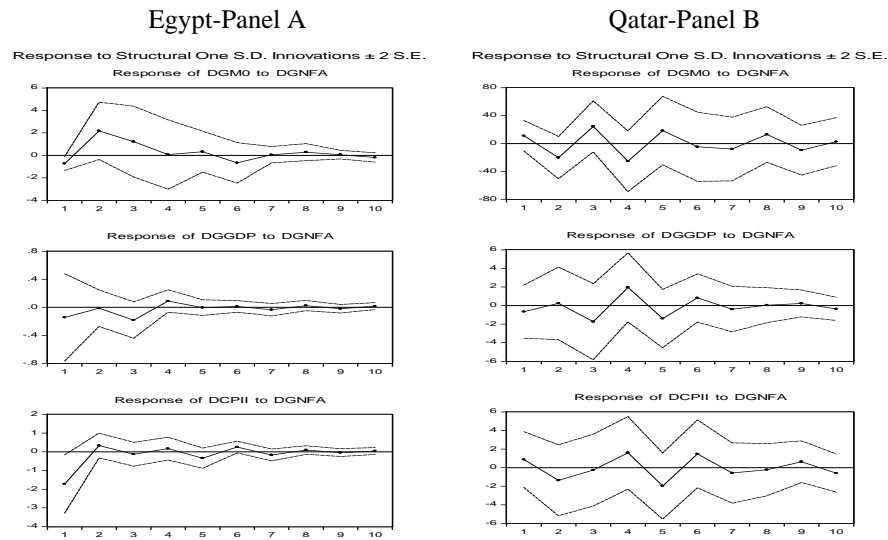 Egypt-Panel A
Response to Structural One S.D. Innovations ± 2 S.E.
Response of DGM0 to DGNFA
6
4
2
0
-2
-4
1 2 3 4 5 6 7 8 9 10
Response of DGGDP to DGNFA
.8
.4
.0
-.4
-.8
1 2 3 4 5 6 7 8 9 10
Response of DCPII to DGNFA
2
1
0
-1
-2
-3
-4
1 2 3 4 5 6 7 8 9 10
Qatar-Panel B
Response to Structural One S.D. Innovations ± 2 S.E.
Response of DGM0 to DGNFA
80
40
0
-40
-80
1 2 3 4 5 6 7 8 9 10
Response of DGGDP to DGNFA
6
4
2
0
-2
-4
-6
1 2 3 4 5 6 7 8 9 10
Response of DCPII to DGNFA
6
4
2
0
-2
-4
-6
1 2 3 4 5 6 7 8 9 10